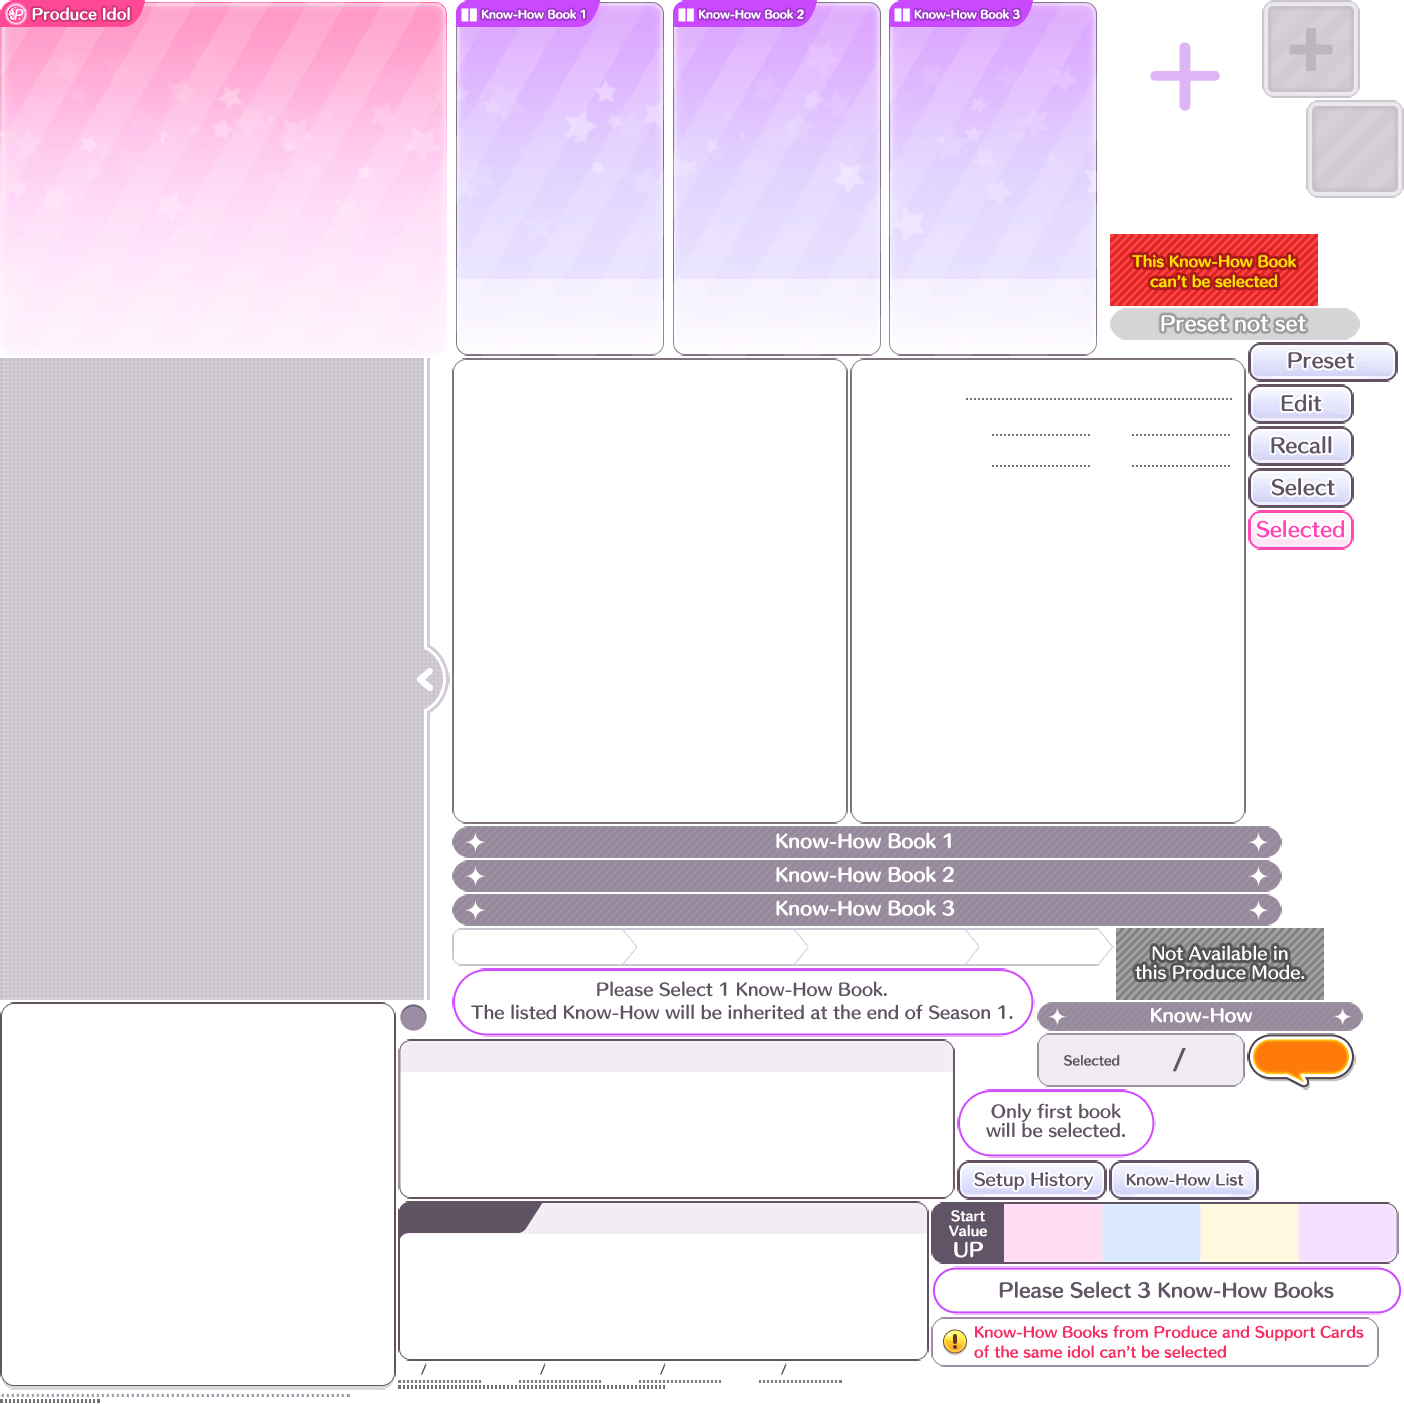 Produce Idol
Know-How Book 1
Know-How Book 2
Know-How Book 3
This Know-How Book
can't be selected
Preset not set
Preset
Edit
Recall
Select
Selected
Know-How Book 1
Know-How Book 2
Know-How Book 3
Not Available in
this Produce Mode.
Please Select 1 Know-How Book.
The listed Know-How will be inherited at the end of Season 1.
Know-How
Selected /
Only first book
will be selected.
Setup History
Know-How List
Start
Value
UP
Please Select 3 Know-How Books
Know-How Books from Produce and Support Cards
of the same idol can't be selected
/ / / /